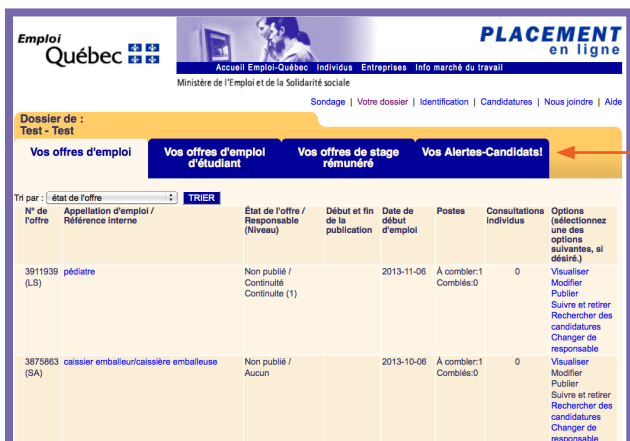 Emploi
Québec
PLACEMENT
en ligne
Accueil Emploi-Québec Individus Entreprises Info marché du travail
Ministère de l'Emploi et de la Solidarité sociale
Sondage | Votre dossier | Identification | Candidatures | Nous joindre | Aide
Dossier de :
Test - Test
Vos offres d'emploi
Vos offres d'emploi
d'étudiant
Vos offres de stage
rémunéré
Vos Alertes-Candidats!
Tri par : état de l'offre TRIER
N° de
l'offre
Appellation d'emploi /
Référence interne
État de l'offre /
Responsable
(Niveau)
Début et fin
de la
publication
Date de
début
d'emploi
Postes
Consultations
individus
Options
(sélectionnez
une des
options
suivantes, si
désiré.)
3911939
(LS)
pédiatre
Non publié /
Continuité
Continuite (1)
2013-11-06
À combler:1
Comblés:0
0
Visualiser
Modifier
Publier
Suivre et retirer
Rechercher des
candidatures
Changer de
responsable
3875863
(SA)
caissier emballeur/caissière emballeuse
Non publié /
Aucun
2013-10-06
À combler:1
Comblés:0
0
Visualiser
Modifier
Publier
Suivre et retirer
Rechercher des
candidatures
Changer de
responsable